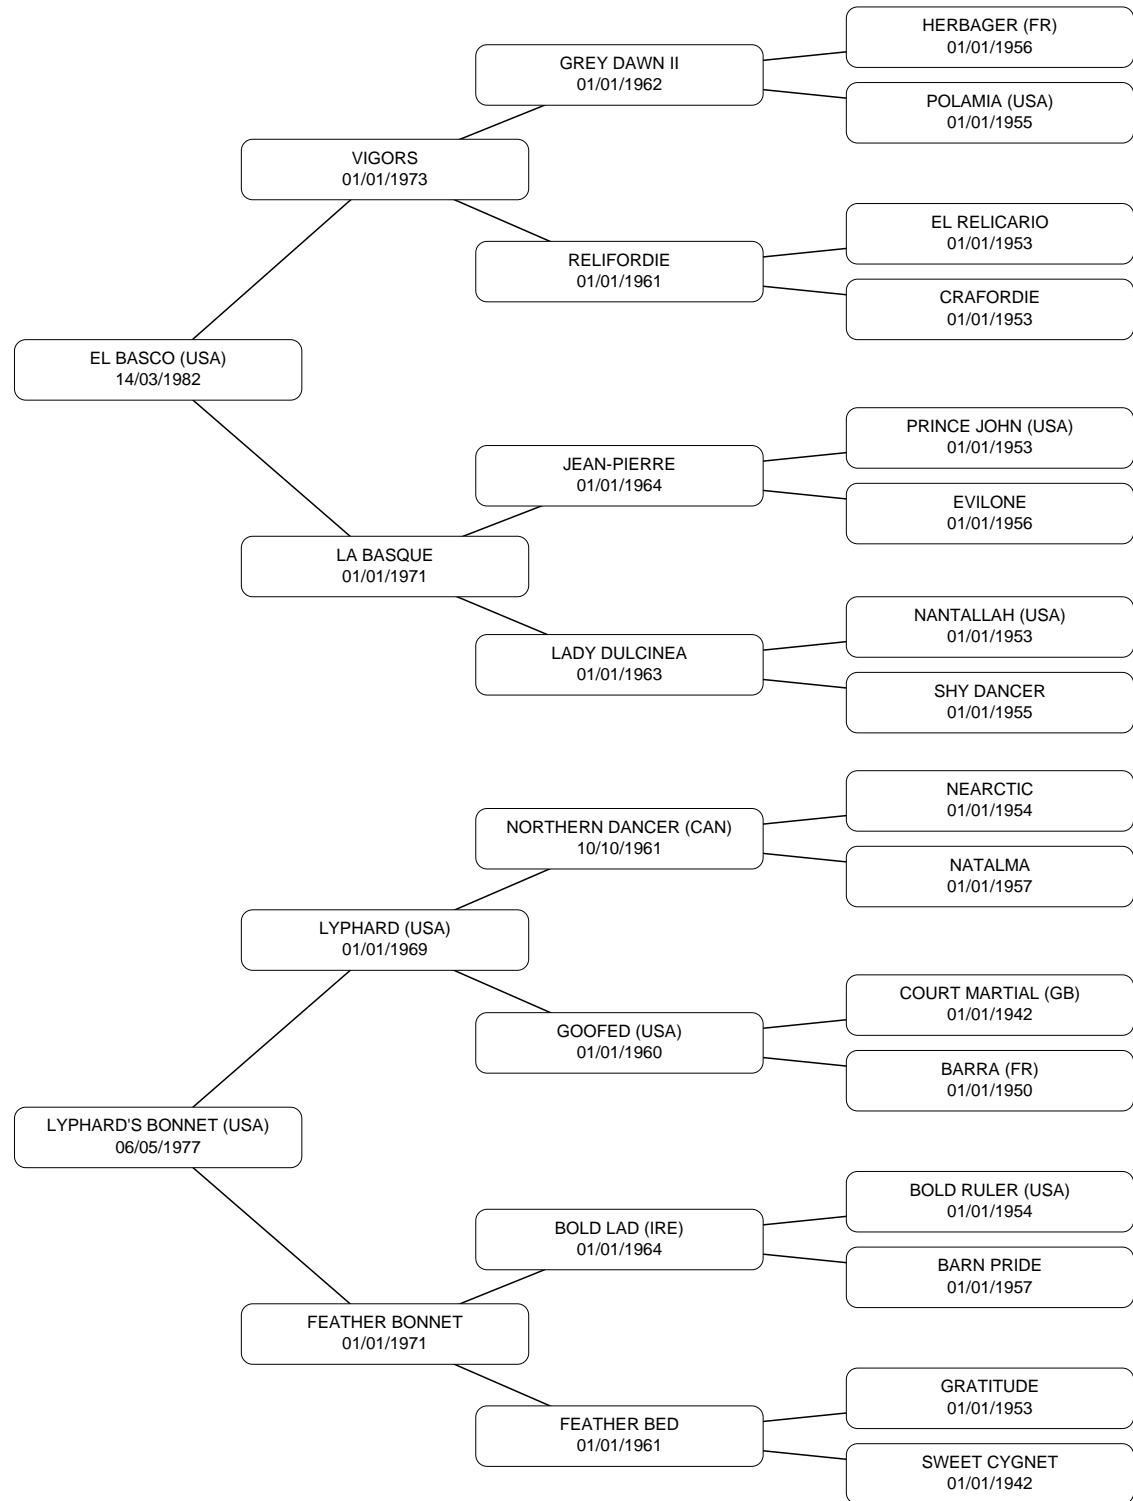 HERBAGER (FR)
01/01/1956
GREY DAWN II
01/01/1962
POLAMIA (USA)
01/01/1955
VIGORS
01/01/1973
EL RELICARIO
01/01/1953
RELIFORDIE
01/01/1961
CRAFORDIE
01/01/1953
EL BASCO (USA)
14/03/1982
PRINCE JOHN (USA)
01/01/1953
JEAN-PIERRE
01/01/1964
EVILONE
01/01/1956
LA BASQUE
01/01/1971
NANTALLAH (USA)
01/01/1953
LADY DULCINEA
01/01/1963
SHY DANCER
01/01/1955
NEARCTIC
01/01/1954
NORTHERN DANCER (CAN)
10/10/1961
NATALMA
01/01/1957
LYPHARD (USA)
01/01/1969
COURT MARTIAL (GB)
01/01/1942
GOOFED (USA)
01/01/1960
BARRA (FR)
01/01/1950
LYPHARD'S BONNET (USA)
06/05/1977
BOLD RULER (USA)
01/01/1954
BOLD LAD (IRE)
01/01/1964
BARN PRIDE
01/01/1957
FEATHER BONNET
01/01/1971
GRATITUDE
01/01/1953
FEATHER BED
01/01/1961
SWEET CYGNET
01/01/1942